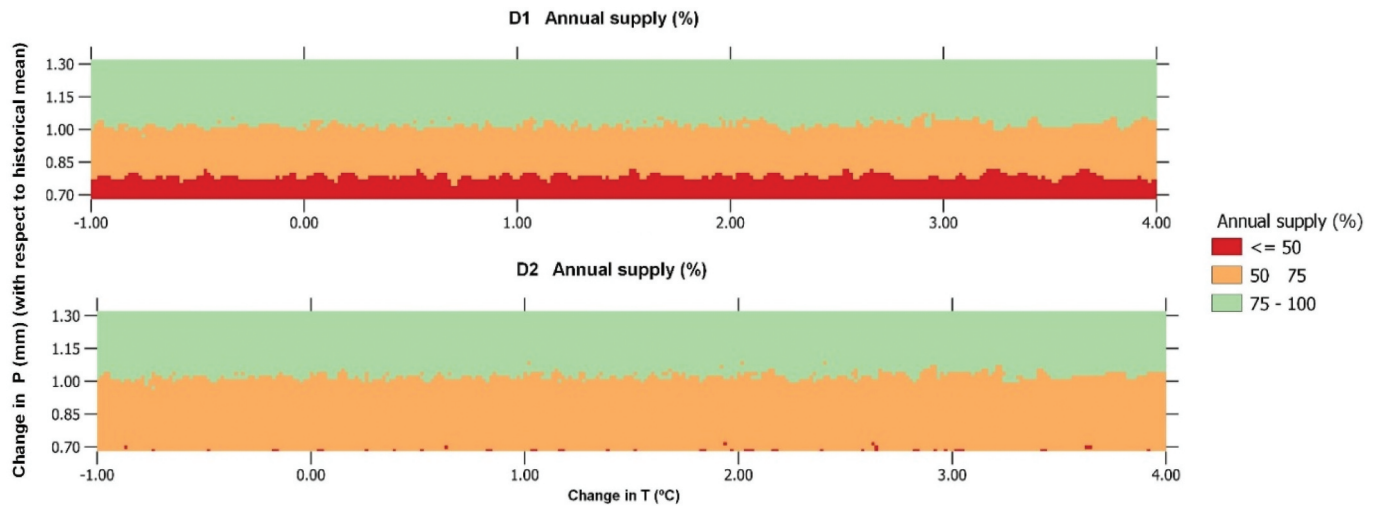 D1 Annual supply (%)
Change in P (mm) (with respect to historical mean)
1.30
1.15
1.00
0.85
0.70
-1.00 0.00 1.00 2.00 3.00 4.00
D2 Annual supply (%)
1.30
1.15
1.00
0.85
0.70
-1.00 0.00 1.00 2.00 3.00 4.00
Change in T (ºC)
Annual supply (%)
<= 50
50 75
75 - 100